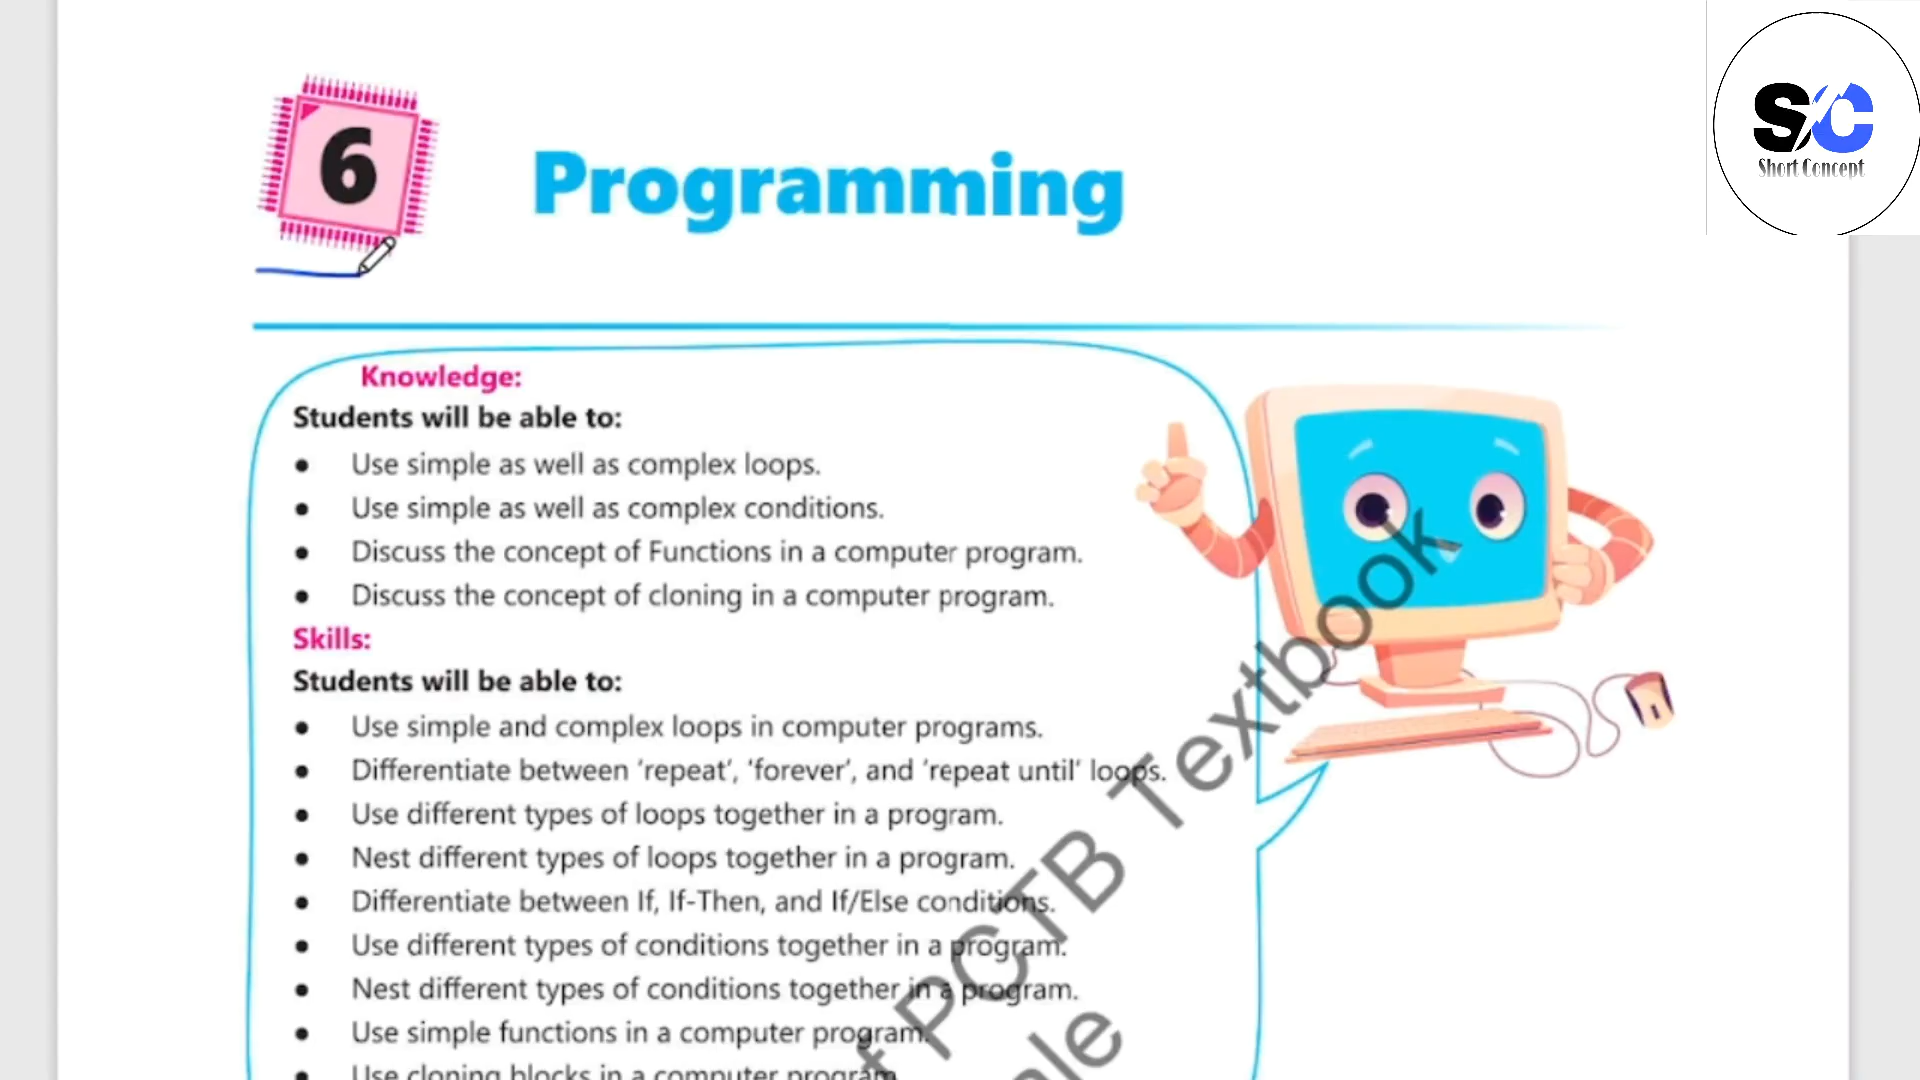 6
Programming
SC
Short Concept
Knowledge:
Students will be able to:
● Use simple as well as complex loops.
● Use simple as well as complex conditions.
● Discuss the concept of Functions in a computer program.
● Discuss the concept of cloning in a computer program.
Skills:
Students will be able to:
● Use simple and complex loops in computer programs.
● Differentiate between ‘repeat’, ‘forever’, and ‘repeat until’ loops.
● Use different types of loops together in a program.
● Nest different types of loops together in a program.
● Differentiate between If, If-Then, and If/Else conditions.
● Use different types of conditions together in a program.
● Nest different types of conditions together in a program.
● Use simple functions in a computer program.
● Use cloning blocks in a computer program
PCTB Textbook